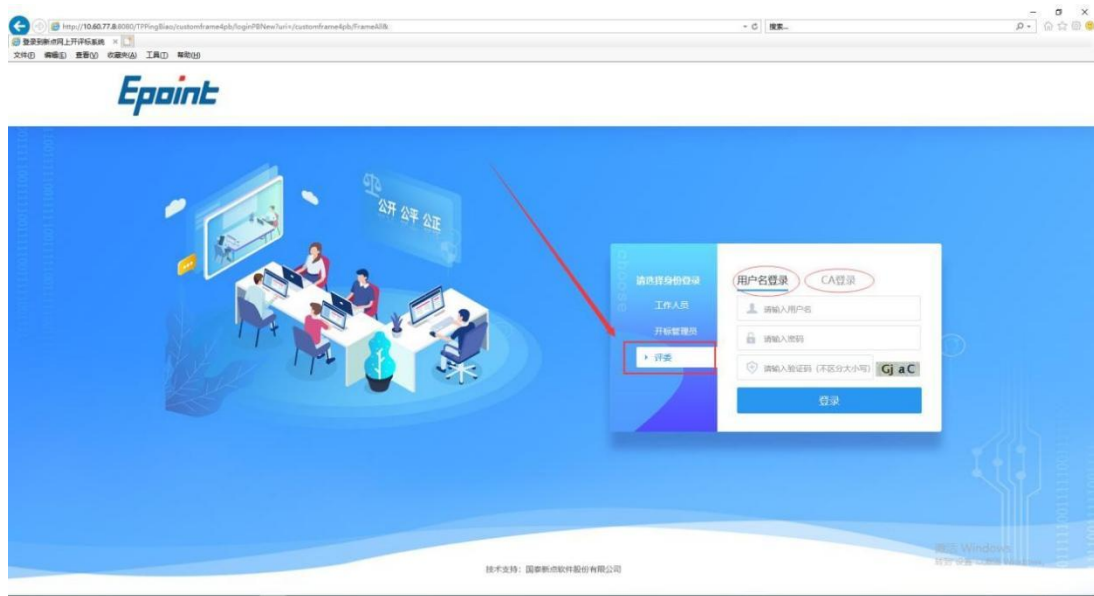 http://10.60.77.8:8080/TPPingBiao/customframe4pb/loginPBNew?uri=/customframe4pb/FrameAll&
搜索...
登录到新点网上开评标系统
文件(F) 编辑(E) 查看(V) 收藏夹(A) 工具(T) 帮助(H)
Epoint
公开 公平 公正
choose
请选择身份登录
工作人员
开标管理员
评委
用户名登录 CA登录
请输入用户名
请输入密码
请输入验证码 (不区分大小写) Gj aC
登录
激活 Windows
技术支持：国泰新点软件股份有限公司